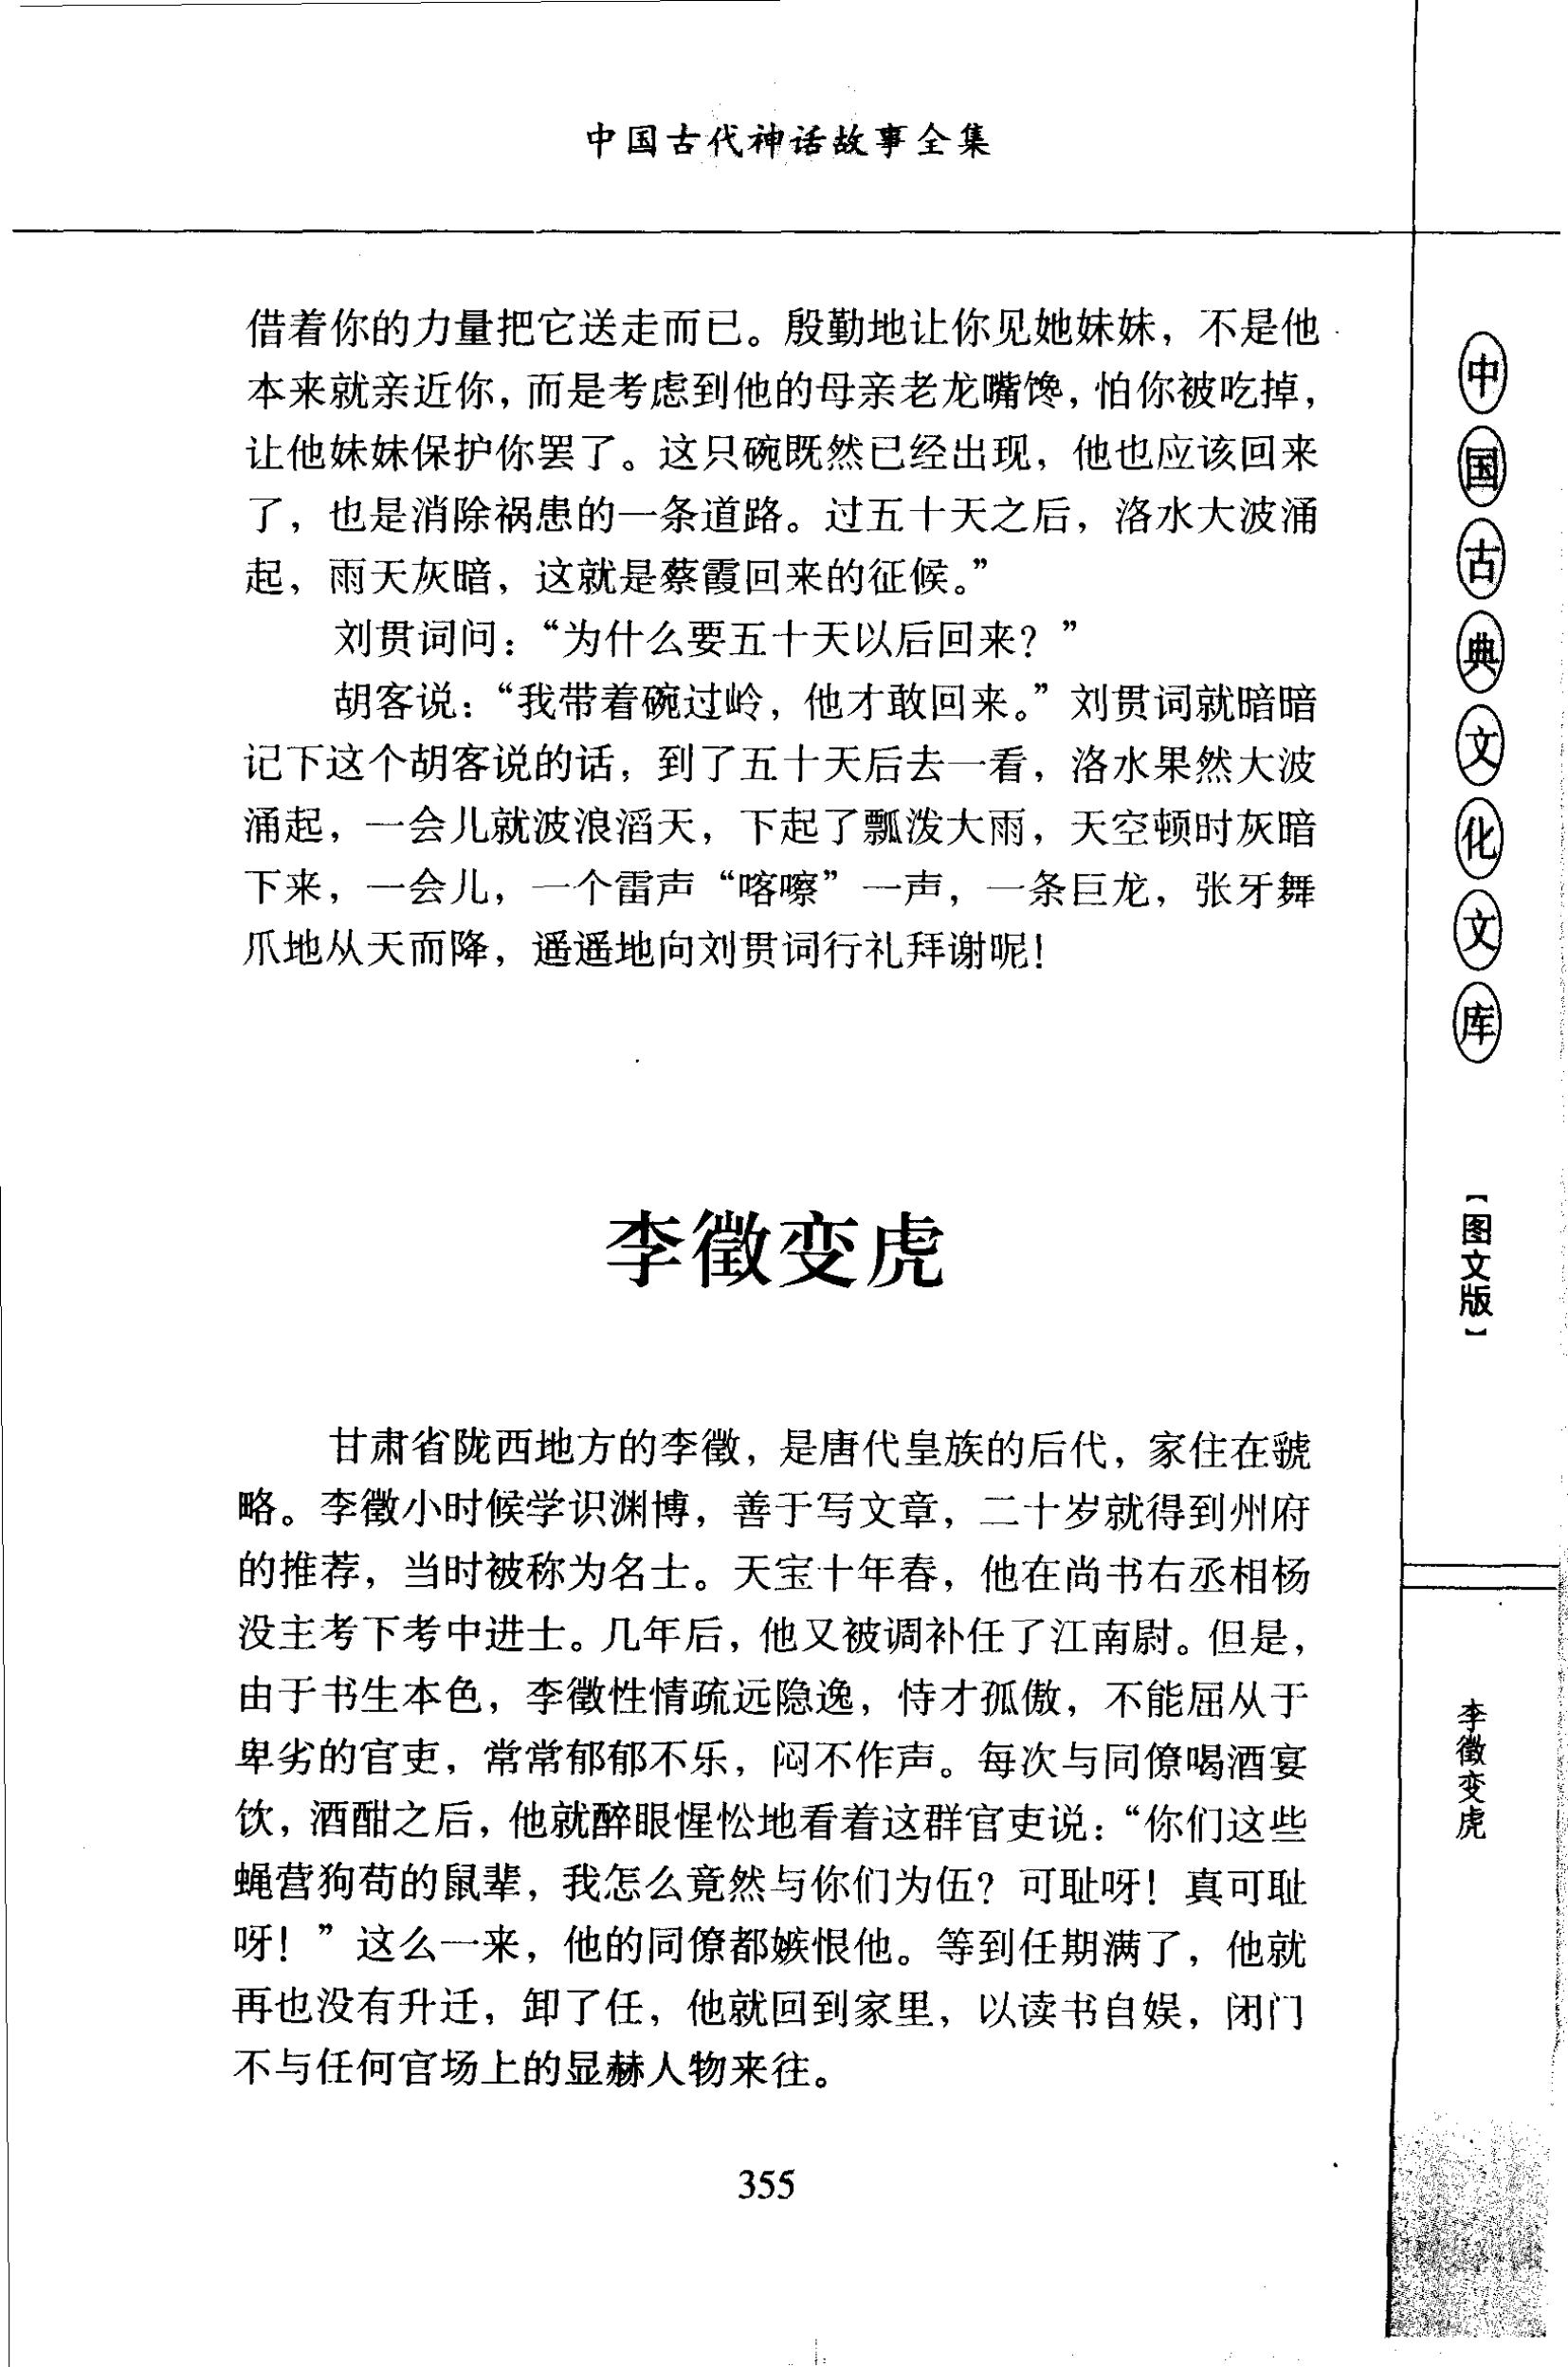 中国古代神话故事全集
借着你的力量把它送走而已。殷勤地让你见她妹妹，不是他
本来就亲近你，而是考虑到他的母亲老龙嘴馋，怕你被吃掉，
让他妹妹保护你罢了。这只碗既然已经出现，他也应该回来
了，也是消除祸患的一条道路。过五十天之后，洛水大波涌
起，雨天灰暗，这就是蔡霞回来的征候。”
刘贯词问：“为什么要五十天以后回来？”
胡客说：“我带着碗过岭，他才敢回来。”刘贯词就暗暗
记下这个胡客说的话，到了五十天后去一看，洛水果然大波
涌起，一会儿就波浪滔天，下起了瓢泼大雨，天空顿时灰暗
下来，一会儿，一个雷声“喀嚓”一声，一条巨龙，张牙舞
爪地从天而降，遥遥地向刘贯词行礼拜谢呢！
李徵变虎
甘肃省陇西地方的李徵，是唐代皇族的后代，家住在虢
略。李徵小时候学识渊博，善于写文章，二十岁就得到州府
的推荐，当时被称为名士。天宝十年春，他在尚书右丞相杨
没主考下考中进士。几年后，他又被调补任了江南尉。但是，
由于书生本色，李徵性情疏远隐逸，恃才孤傲，不能屈从于
卑劣的官吏，常常郁郁不乐，闷不作声。每次与同僚喝酒宴
饮，酒酣之后，他就醉眼惺忪地看着这群官吏说：“你们这些
蝇营狗苟的鼠辈，我怎么竟然与你们为伍？可耻呀！真可耻
呀！”这么一来，他的同僚都嫉恨他。等到任期满了，他就
再也没有升迁，卸了任，他就回到家里，以读书自娱，闭门
不与任何官场上的显赫人物来往。
355
中国古典文化文库
【图文版】
李徵变虎